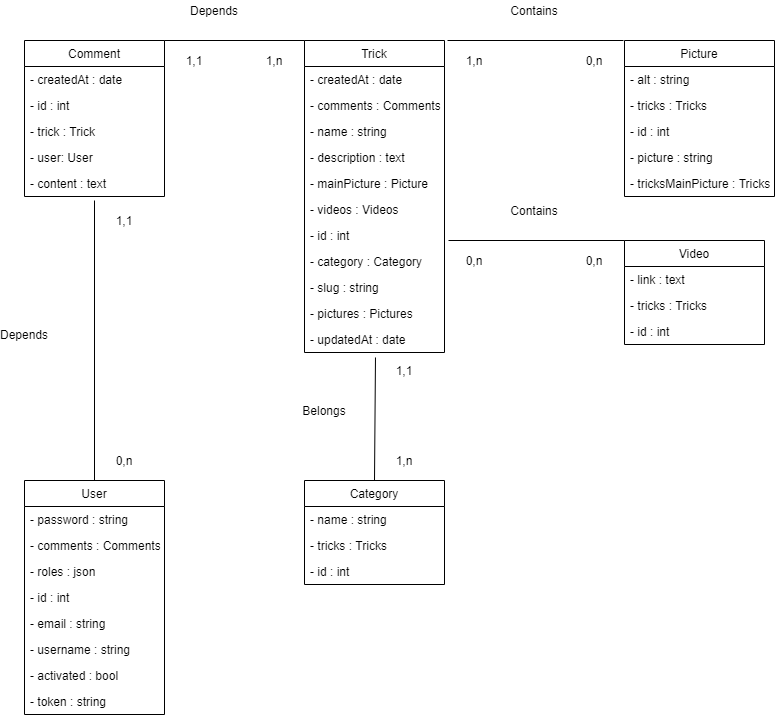 Depends
Contains
Comment
- createdAt : date
- id : int
- trick : Trick
- user: User
- content : text
1,1
1,n
Trick
- createdAt : date
- comments : Comments
- name : string
- description : text
- mainPicture : Picture
- videos : Videos
- id : int
- category : Category
- slug : string
- pictures : Pictures
- updatedAt : date
1,n
0,n
Picture
- alt : string
- tricks : Tricks
- id : int
- picture : string
- tricksMainPicture : Tricks
Contains
0,n
0,n
Video
- link : text
- tricks : Tricks
- id : int
1,1
Depends
0,n
1,1
Belongs
1,n
User
- password : string
- comments : Comments
- roles : json
- id : int
- email : string
- username : string
- activated : bool
- token : string
Category
- name : string
- tricks : Tricks
- id : int